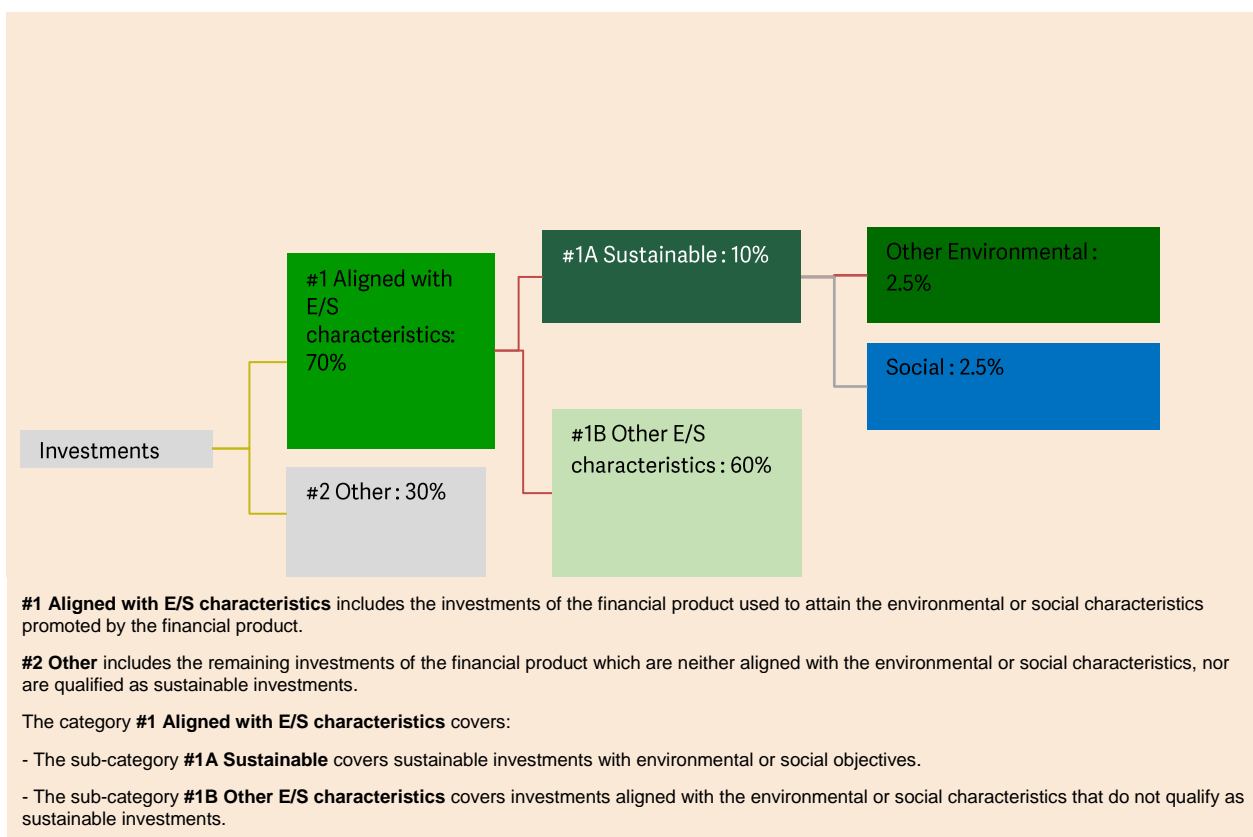 #1A Sustainable : 10%
Other Environmental :
2.5%
#1 Aligned with
E/S
characteristics:
70%
Social : 2.5%
#1B Other E/S
characteristics : 60%
Investments
#2 Other : 30%
#1 Aligned with E/S characteristics includes the investments of the financial product used to attain the environmental or social characteristics
promoted by the financial product.
#2 Other includes the remaining investments of the financial product which are neither aligned with the environmental or social characteristics, nor
are qualified as sustainable investments.
The category #1 Aligned with E/S characteristics covers:
- The sub-category #1A Sustainable covers sustainable investments with environmental or social objectives.
- The sub-category #1B Other E/S characteristics covers investments aligned with the environmental or social characteristics that do not qualify as
sustainable investments.